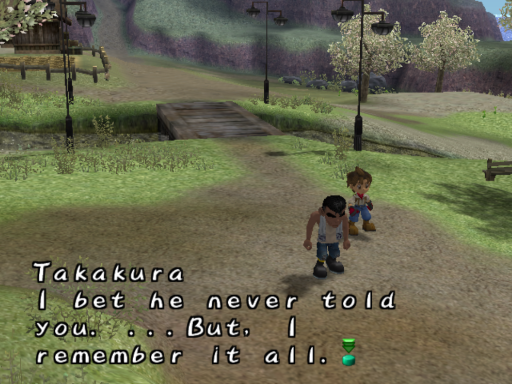 Takakura
I bet he never told
you. ...But, I
remember it all.